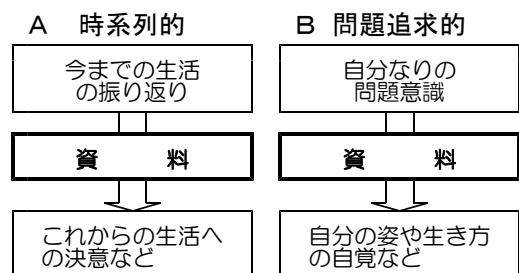 A 時系列的
今までの生活
の振り返り
資 料
これからの生活へ
の決意など
B 問題追求的
自分なりの
問題意識
資 料
自分の姿や生き方
の自覚など